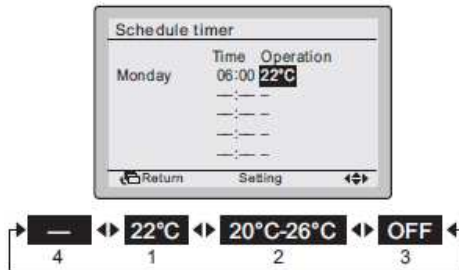 Schedule timer
Time Operation
Monday 06:00 22°C
—:— –
—:— –
—:— –
—:— –
Return Setting
— 22°C 20°C-26°C OFF
4 1 2 3